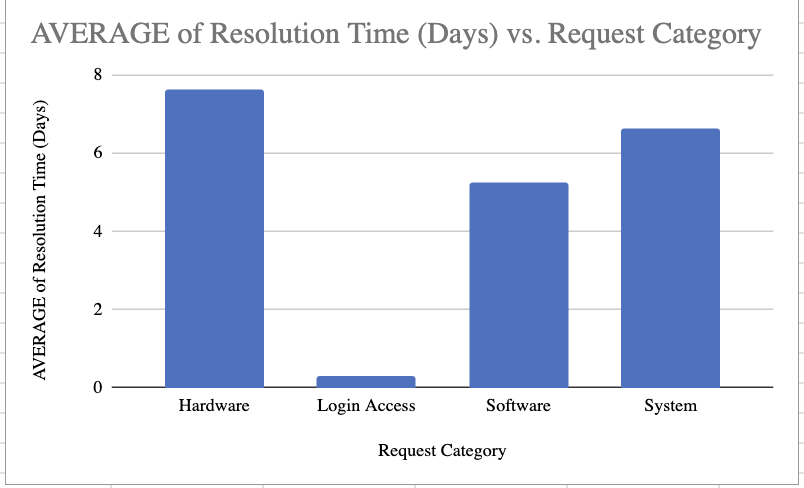 AVERAGE of Resolution Time (Days) vs. Request Category
AVERAGE of Resolution Time (Days)
8
6
4
2
0
Hardware
Login Access
Software
System
Request Category